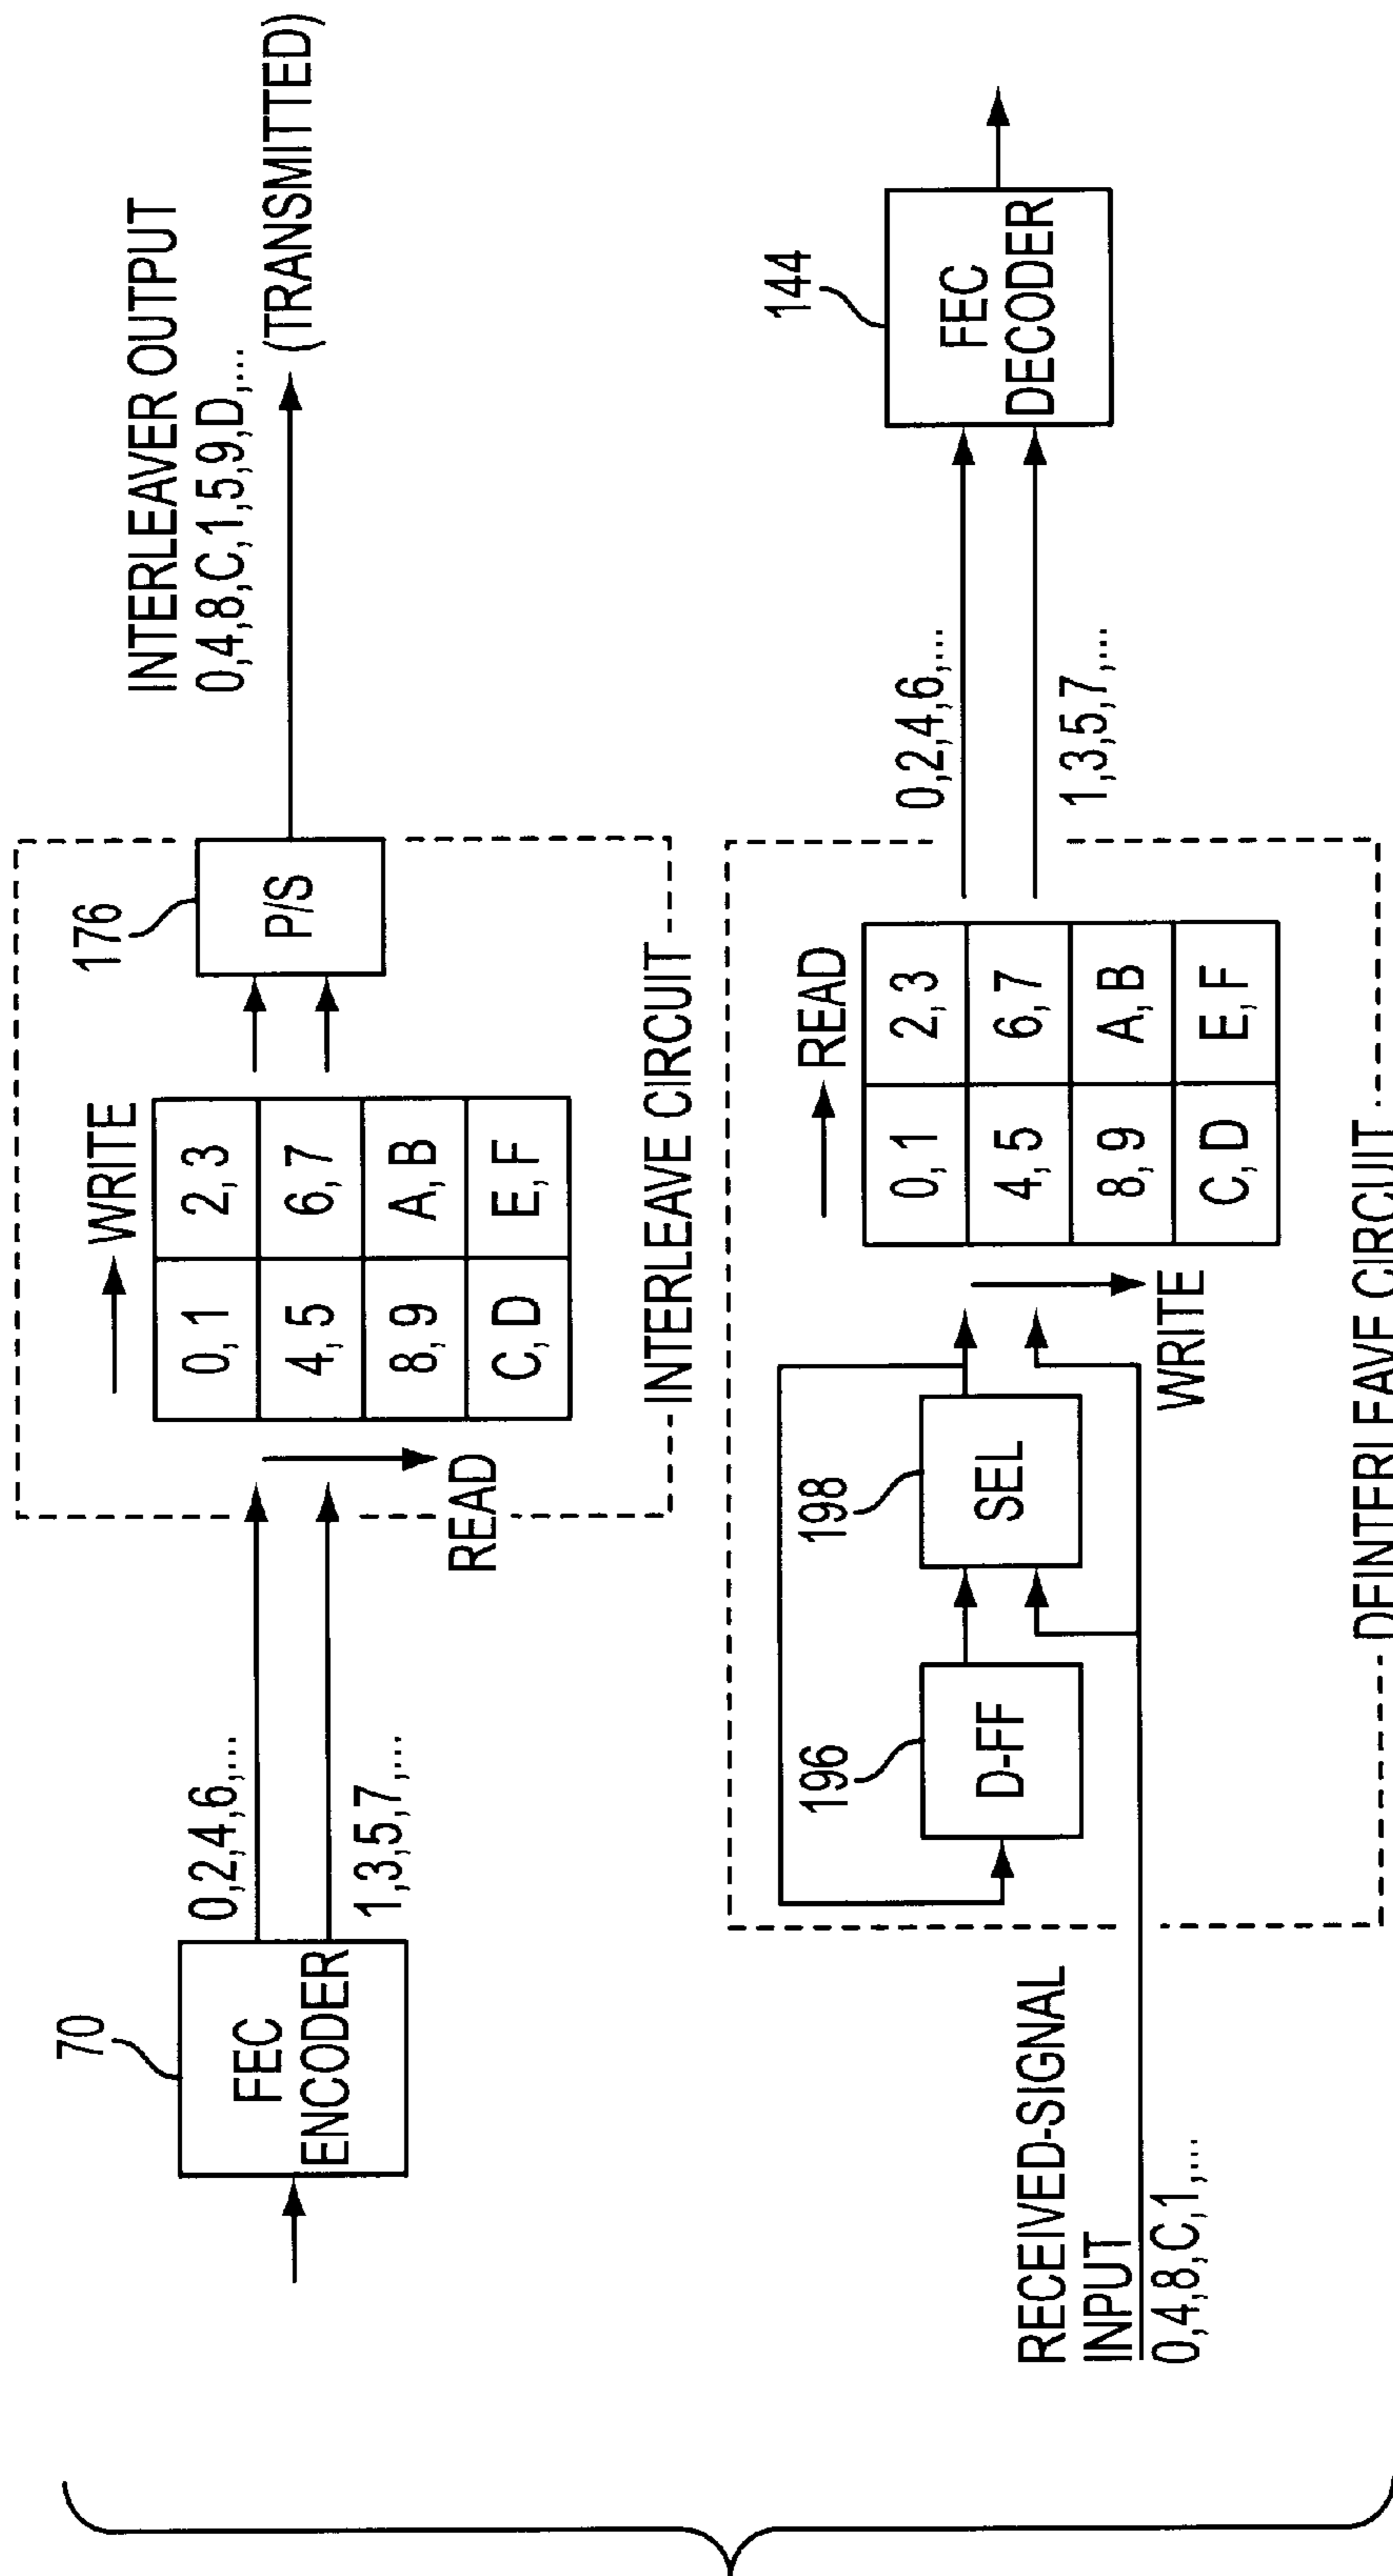 70
FEC
ENCODER
0,2,4,6,...
1,3,5,7,...
WRITE
0, 1
2, 3
4, 5
6, 7
8, 9
A, B
C, D
E, F
READ
176
P/S
INTERLEAVE CIRCUIT
INTERLEAVER OUTPUT
0,4,8,C,1,5,9,D,...
(TRANSMITTED)
RECEIVED-SIGNAL
INPUT
0,4,8,C,1,...
196
D-FF
198
SEL
WRITE
READ
0, 1
2, 3
4, 5
6, 7
8, 9
A, B
C, D
E, F
DEINTERLEAVE CIRCUIT
0,2,4,6,...
1,3,5,7,...
144
FEC
DECODER